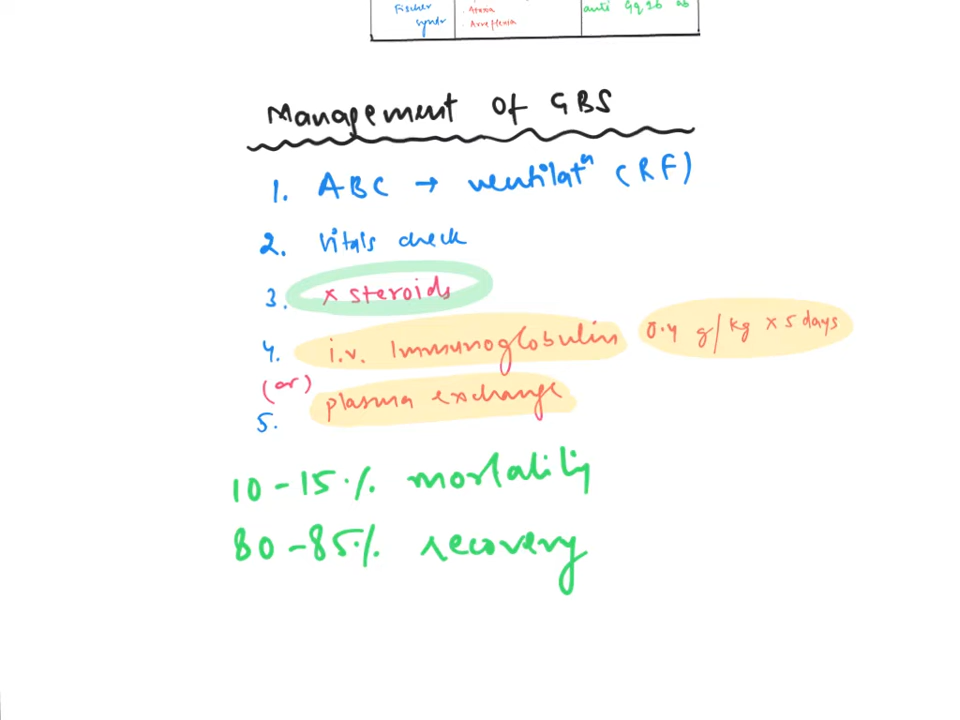 Fischer
syndr
. Ataxia
. Areflexia
anti Gq1b ab
Management of GBS
1. ABC → ventilatⁿ (RF)
2. Vitals check
3. x steroids
4. i.v. Immunoglobulin 0.4 g/kg x 5 days
(or)
5. plasma exchange
10-15% mortality
80-85% recovery